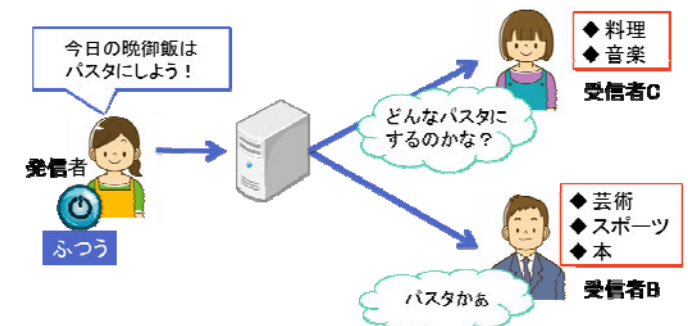 今日の晩御飯は
パスタにしよう！
発信者
ふつう
どんなパスタに
するのかな？
◆料理
◆音楽
受信者C
パスタかぁ
◆芸術
◆スポーツ
◆本
受信者B